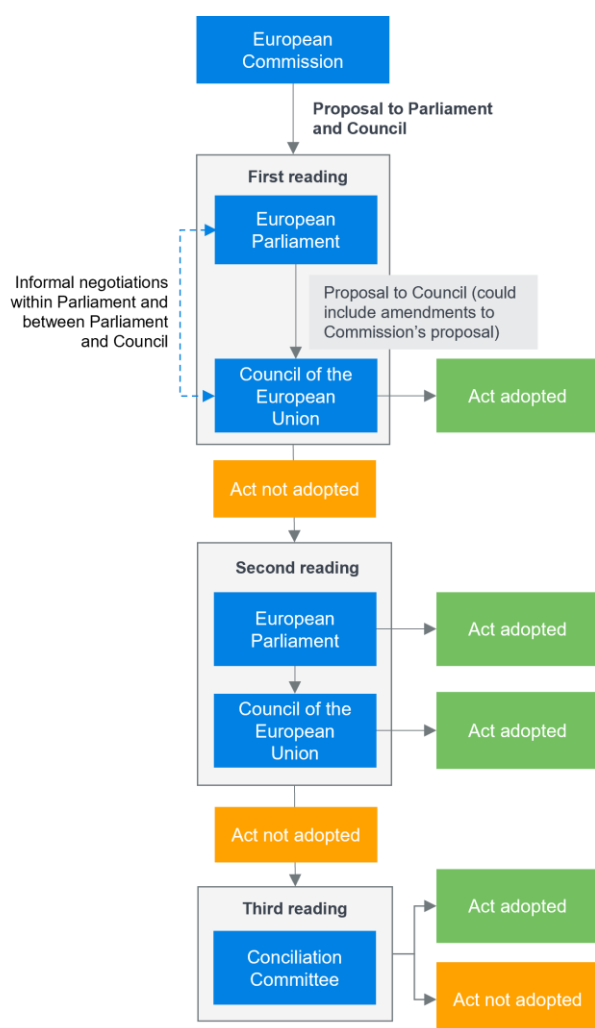 European
Commission
Proposal to Parliament
and Council
First reading
European
Parliament
Informal negotiations
within Parliament and
between Parliament
and Council
Proposal to Council (could
include amendments to
Commission's proposal)
Council of the
European
Union
Act adopted
Act not adopted
Second reading
European
Parliament
Act adopted
Council of the
European
Union
Act adopted
Act not adopted
Third reading
Conciliation
Committee
Act adopted
Act not adopted